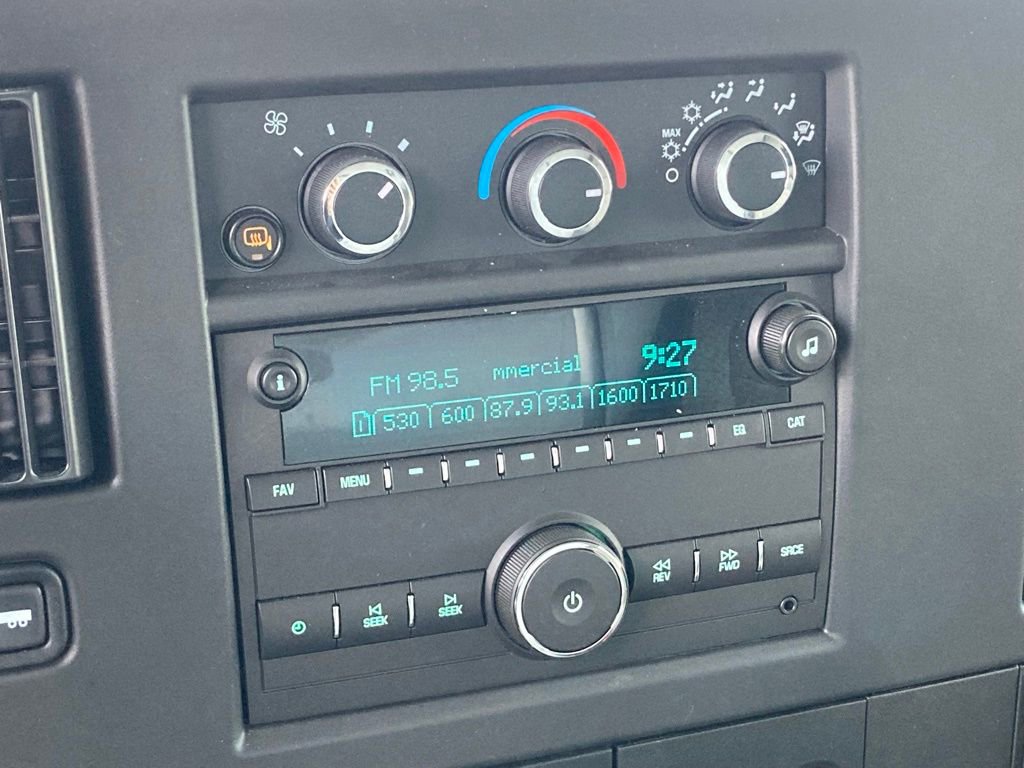 MAX
i
FM 98.5 mmercial 9:27
1 530 600 87.9 93.1 1600 1710
FAV MENU EQ CAT
SEEK SEEK REV FWD SRCE